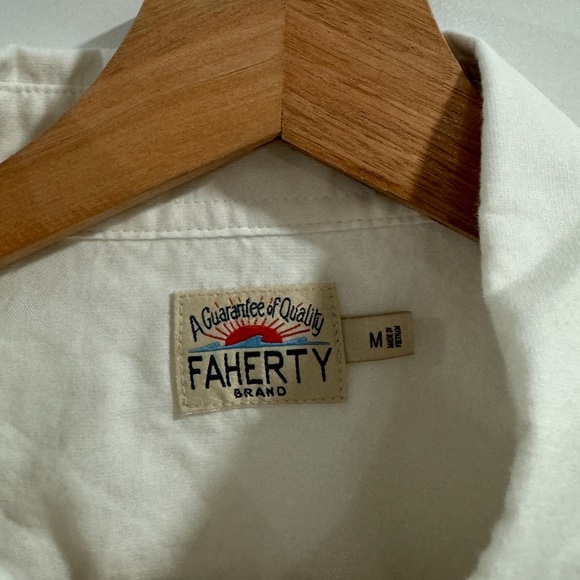 A Guarantee of Quality
FAHERTY
BRAND
M
MADE IN
VIETNAM